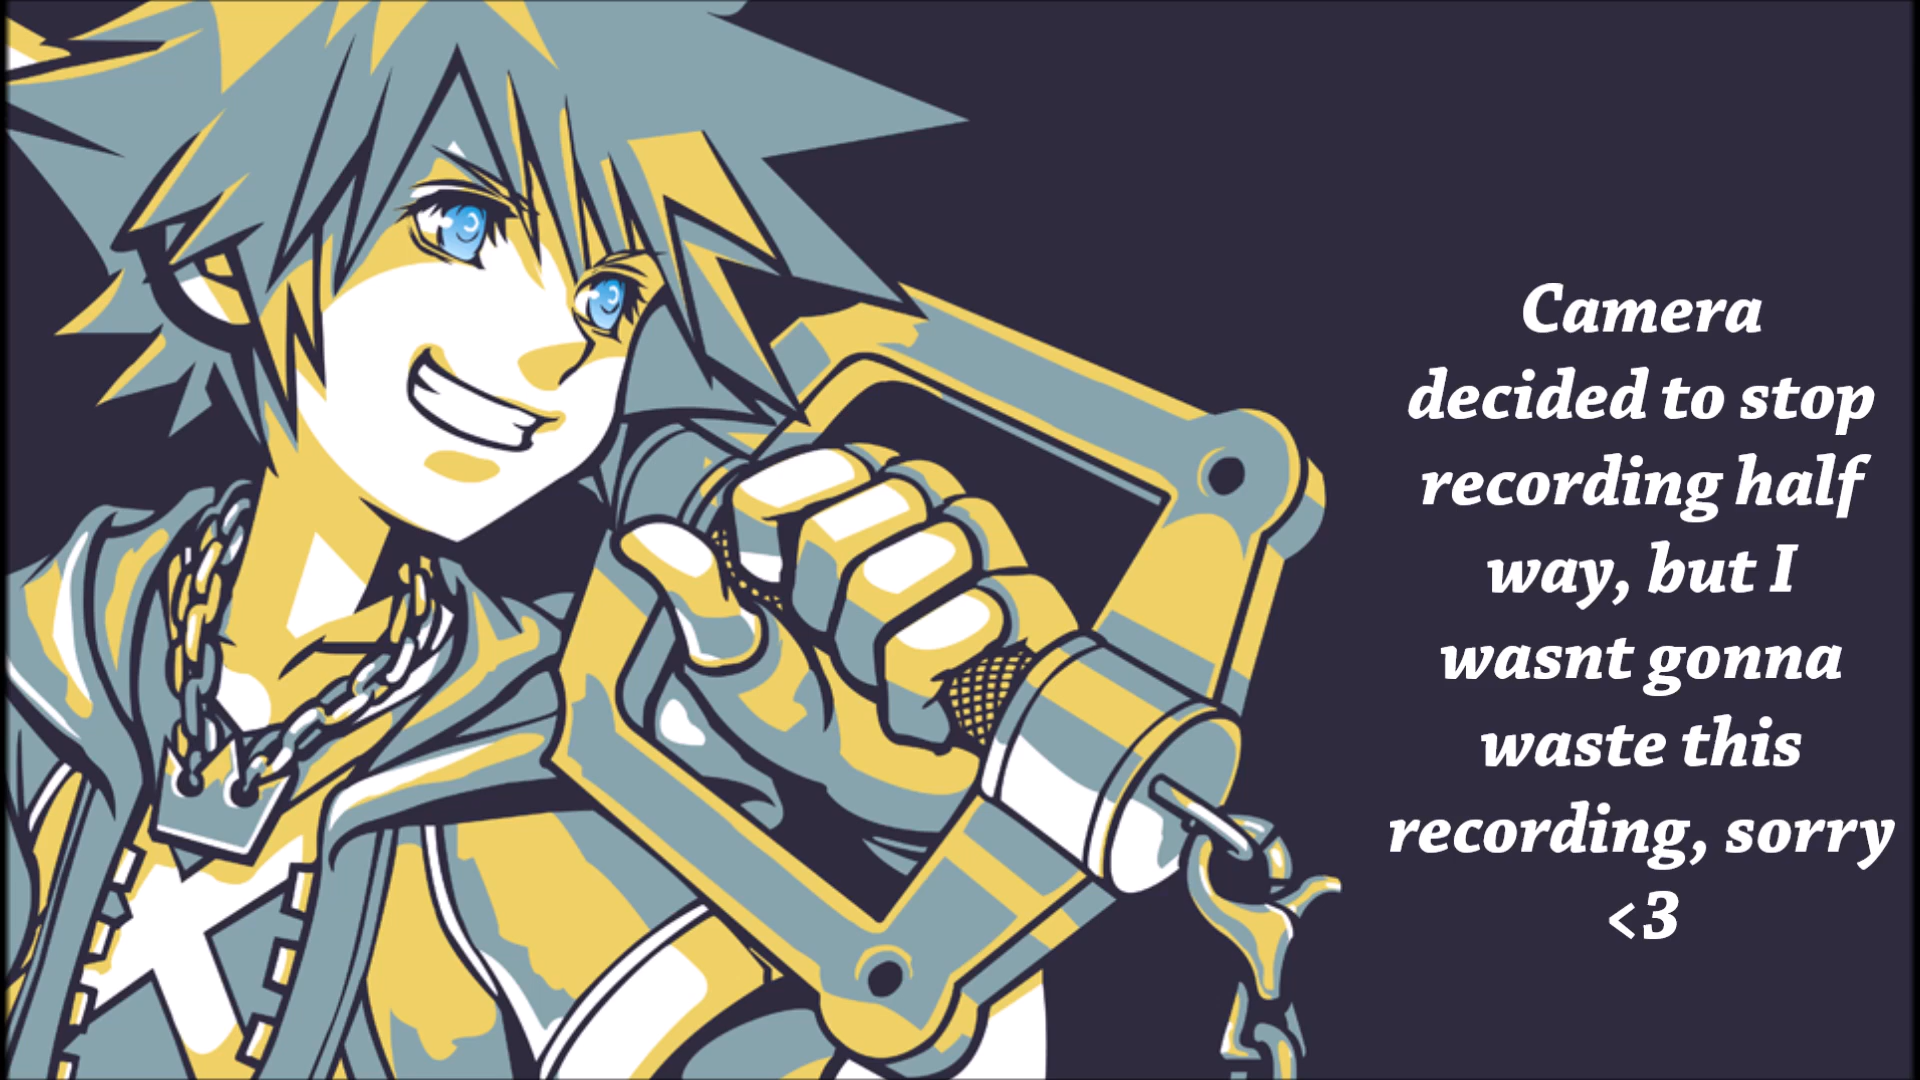 Camera
decided to stop
recording half
way, but I
wasnt gonna
waste this
recording, sorry
<3